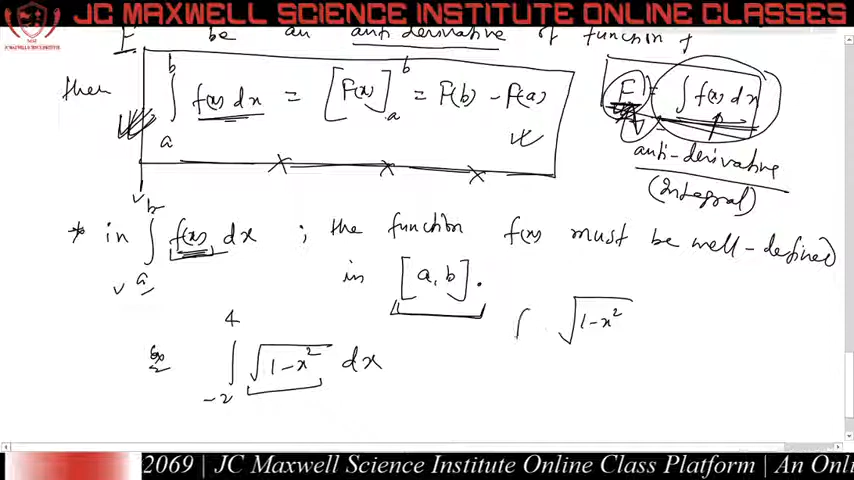 JC MAXWELL SCIENCE INSTITUTE ONLINE CLASSES
F be an anti derivative of function f
then ∫_a^b f(x) dx = [F(x)]_a^b = F(b) - F(a)
F = ∫ f(x) dx
anti-derivative
(Integral)
* in ∫_a^b f(x) dx ; the function f(x) must be well-defined
in [a, b].
∫ √(1-x²)
Ex ∫_-2^4 √(1-x²) dx
2069 | JC Maxwell Science Institute Online Class Platform | An Onli